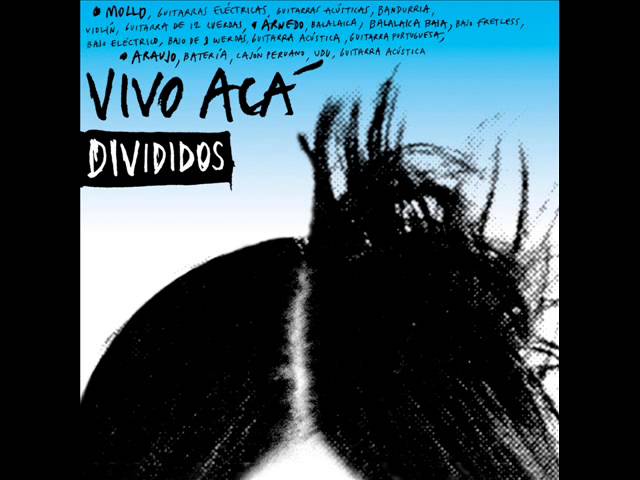 • MOLLO, GUITARRAS ELÉCTRICAS, GUITARRAS ACÚSTICAS, BANDURRIA,
VIOLÍN, GUITARRA DE 12 CUERDAS, • ARNEDO, BALALAICA, BALALAICA BAJA, BAJO FRETLESS,
BAJO ELÉCTRICO, BAJO DE 8 CUERDAS, GUITARRA ACÚSTICA, GUITARRA PORTUGUESA,
• ARAUJO, BATERÍA, CAJÓN PERUANO, UDU, GUITARRA ACÚSTICA
VIVO ACÁ
DIVIDIDOS